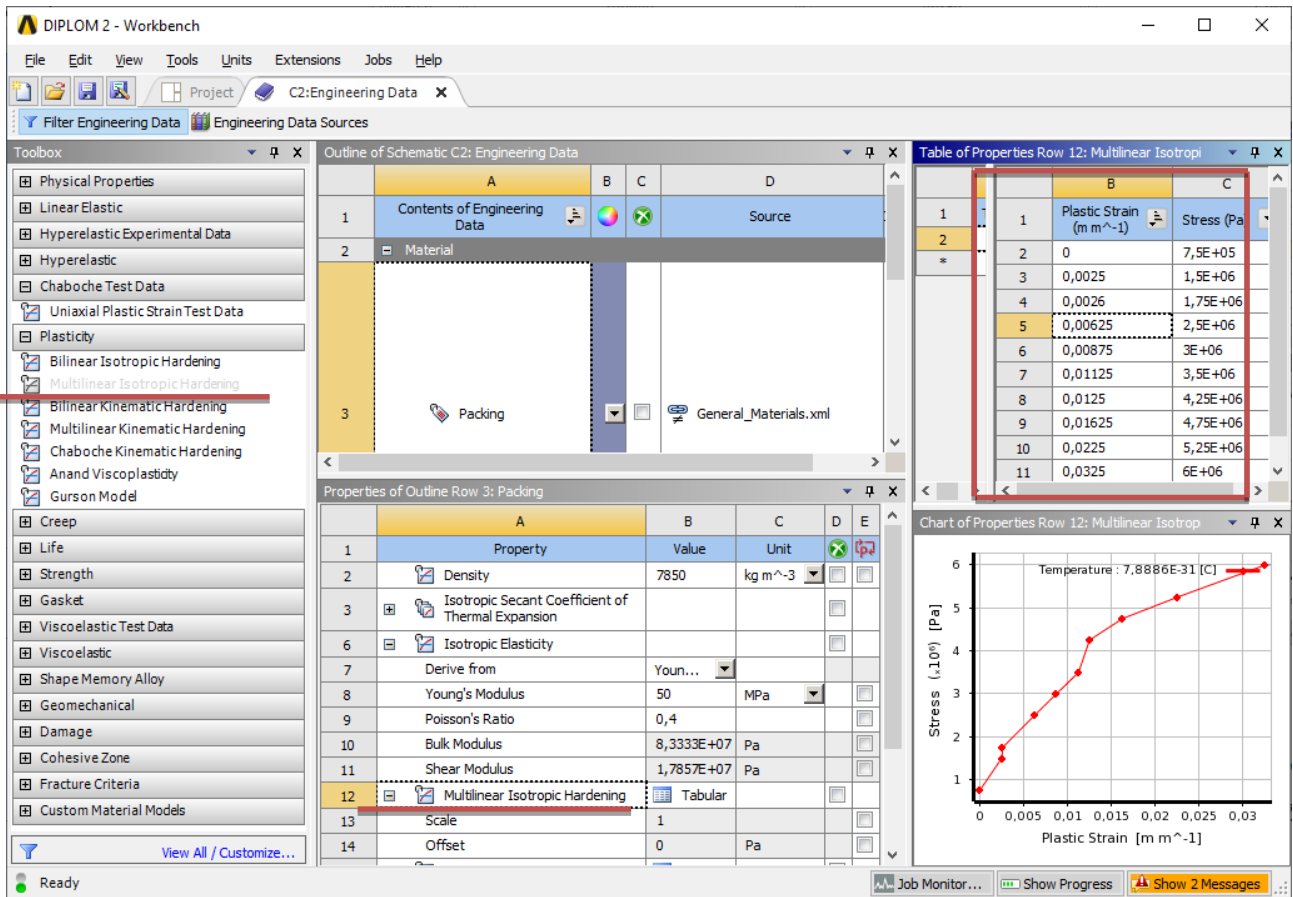 DIPLOM 2 - Workbench
File Edit View Tools Units Extensions Jobs Help
Project C2:Engineering Data
Filter Engineering Data Engineering Data Sources
Toolbox
Physical Properties
Linear Elastic
Hyperelastic Experimental Data
Hyperelastic
Chaboche Test Data
Uniaxial Plastic Strain Test Data
Plasticity
Bilinear Isotropic Hardening
Multilinear Isotropic Hardening
Bilinear Kinematic Hardening
Multilinear Kinematic Hardening
Chaboche Kinematic Hardening
Anand Viscoplasticity
Gurson Model
Creep
Life
Strength
Gasket
Viscoelastic Test Data
Viscoelastic
Shape Memory Alloy
Geomechanical
Damage
Cohesive Zone
Fracture Criteria
Custom Material Models
View All / Customize...
Outline of Schematic C2: Engineering Data
A B C D
1 Contents of Engineering Data Source
2 Material
3 Packing General_Materials.xml
Properties of Outline Row 3: Packing
A B C D E
1 Property Value Unit
2 Density 7850 kg m^-3
3 Isotropic Secant Coefficient of Thermal Expansion
6 Isotropic Elasticity
7 Derive from Youn...
8 Young's Modulus 50 MPa
9 Poisson's Ratio 0,4
10 Bulk Modulus 8,3333E+07 Pa
11 Shear Modulus 1,7857E+07 Pa
12 Multilinear Isotropic Hardening Tabular
13 Scale 1
14 Offset 0 Pa
Table of Properties Row 12: Multilinear Isotropi
1
2
*
B C
1 Plastic Strain (m m^-1) Stress (Pa
2 0 7,5E+05
3 0,0025 1,5E+06
4 0,0026 1,75E+06
5 0,00625 2,5E+06
6 0,00875 3E+06
7 0,01125 3,5E+06
8 0,0125 4,25E+06
9 0,01625 4,75E+06
10 0,0225 5,25E+06
11 0,0325 6E+06
Chart of Properties Row 12: Multilinear Isotrop
Temperature : 7,8886E-31 [C]
Stress (x10⁶) [Pa]
6
5
4
3
2
1
0 0,005 0,01 0,015 0,02 0,025 0,03
Plastic Strain [m m^-1]
Ready
Job Monitor... Show Progress Show 2 Messages